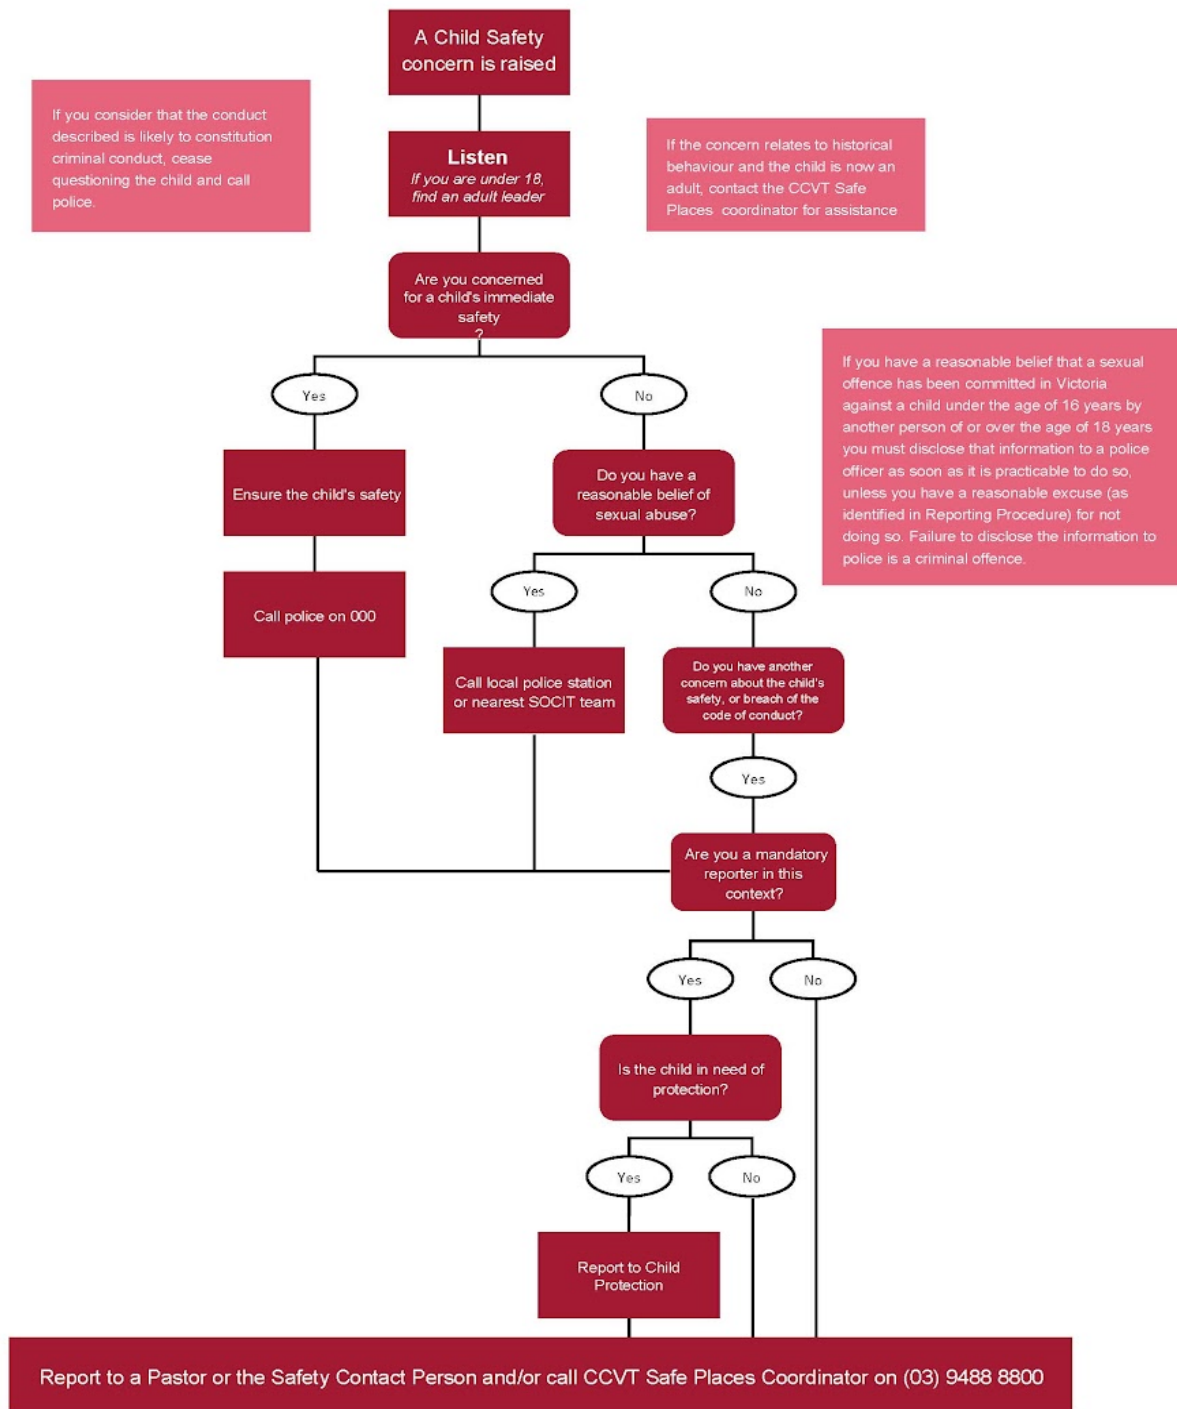 A Child Safety
concern is raised
If you consider that the conduct
described is likely to constitution
criminal conduct, cease
questioning the child and call
police.
Listen
If you are under 18,
find an adult leader
If the concern relates to historical
behaviour and the child is now an
adult, contact the CCVT Safe
Places coordinator for assistance
Are you concerned
for a child's immediate
safety
?
Yes
No
If you have a reasonable belief that a sexual
offence has been committed in Victoria
against a child under the age of 16 years by
another person of or over the age of 18 years
you must disclose that information to a police
officer as soon as it is practicable to do so,
unless you have a reasonable excuse (as
identified in Reporting Procedure) for not
doing so. Failure to disclose the information to
police is a criminal offence.
Ensure the child's safety
Do you have a
reasonable belief of
sexual abuse?
Yes
No
Call police on 000
Call local police station
or nearest SOCIT team
Do you have another
concern about the child's
safety, or breach of the
code of conduct?
Yes
Are you a mandatory
reporter in this
context?
Yes
No
Is the child in need of
protection?
Yes
No
Report to Child
Protection
Report to a Pastor or the Safety Contact Person and/or call CCVT Safe Places Coordinator on (03) 9488 8800